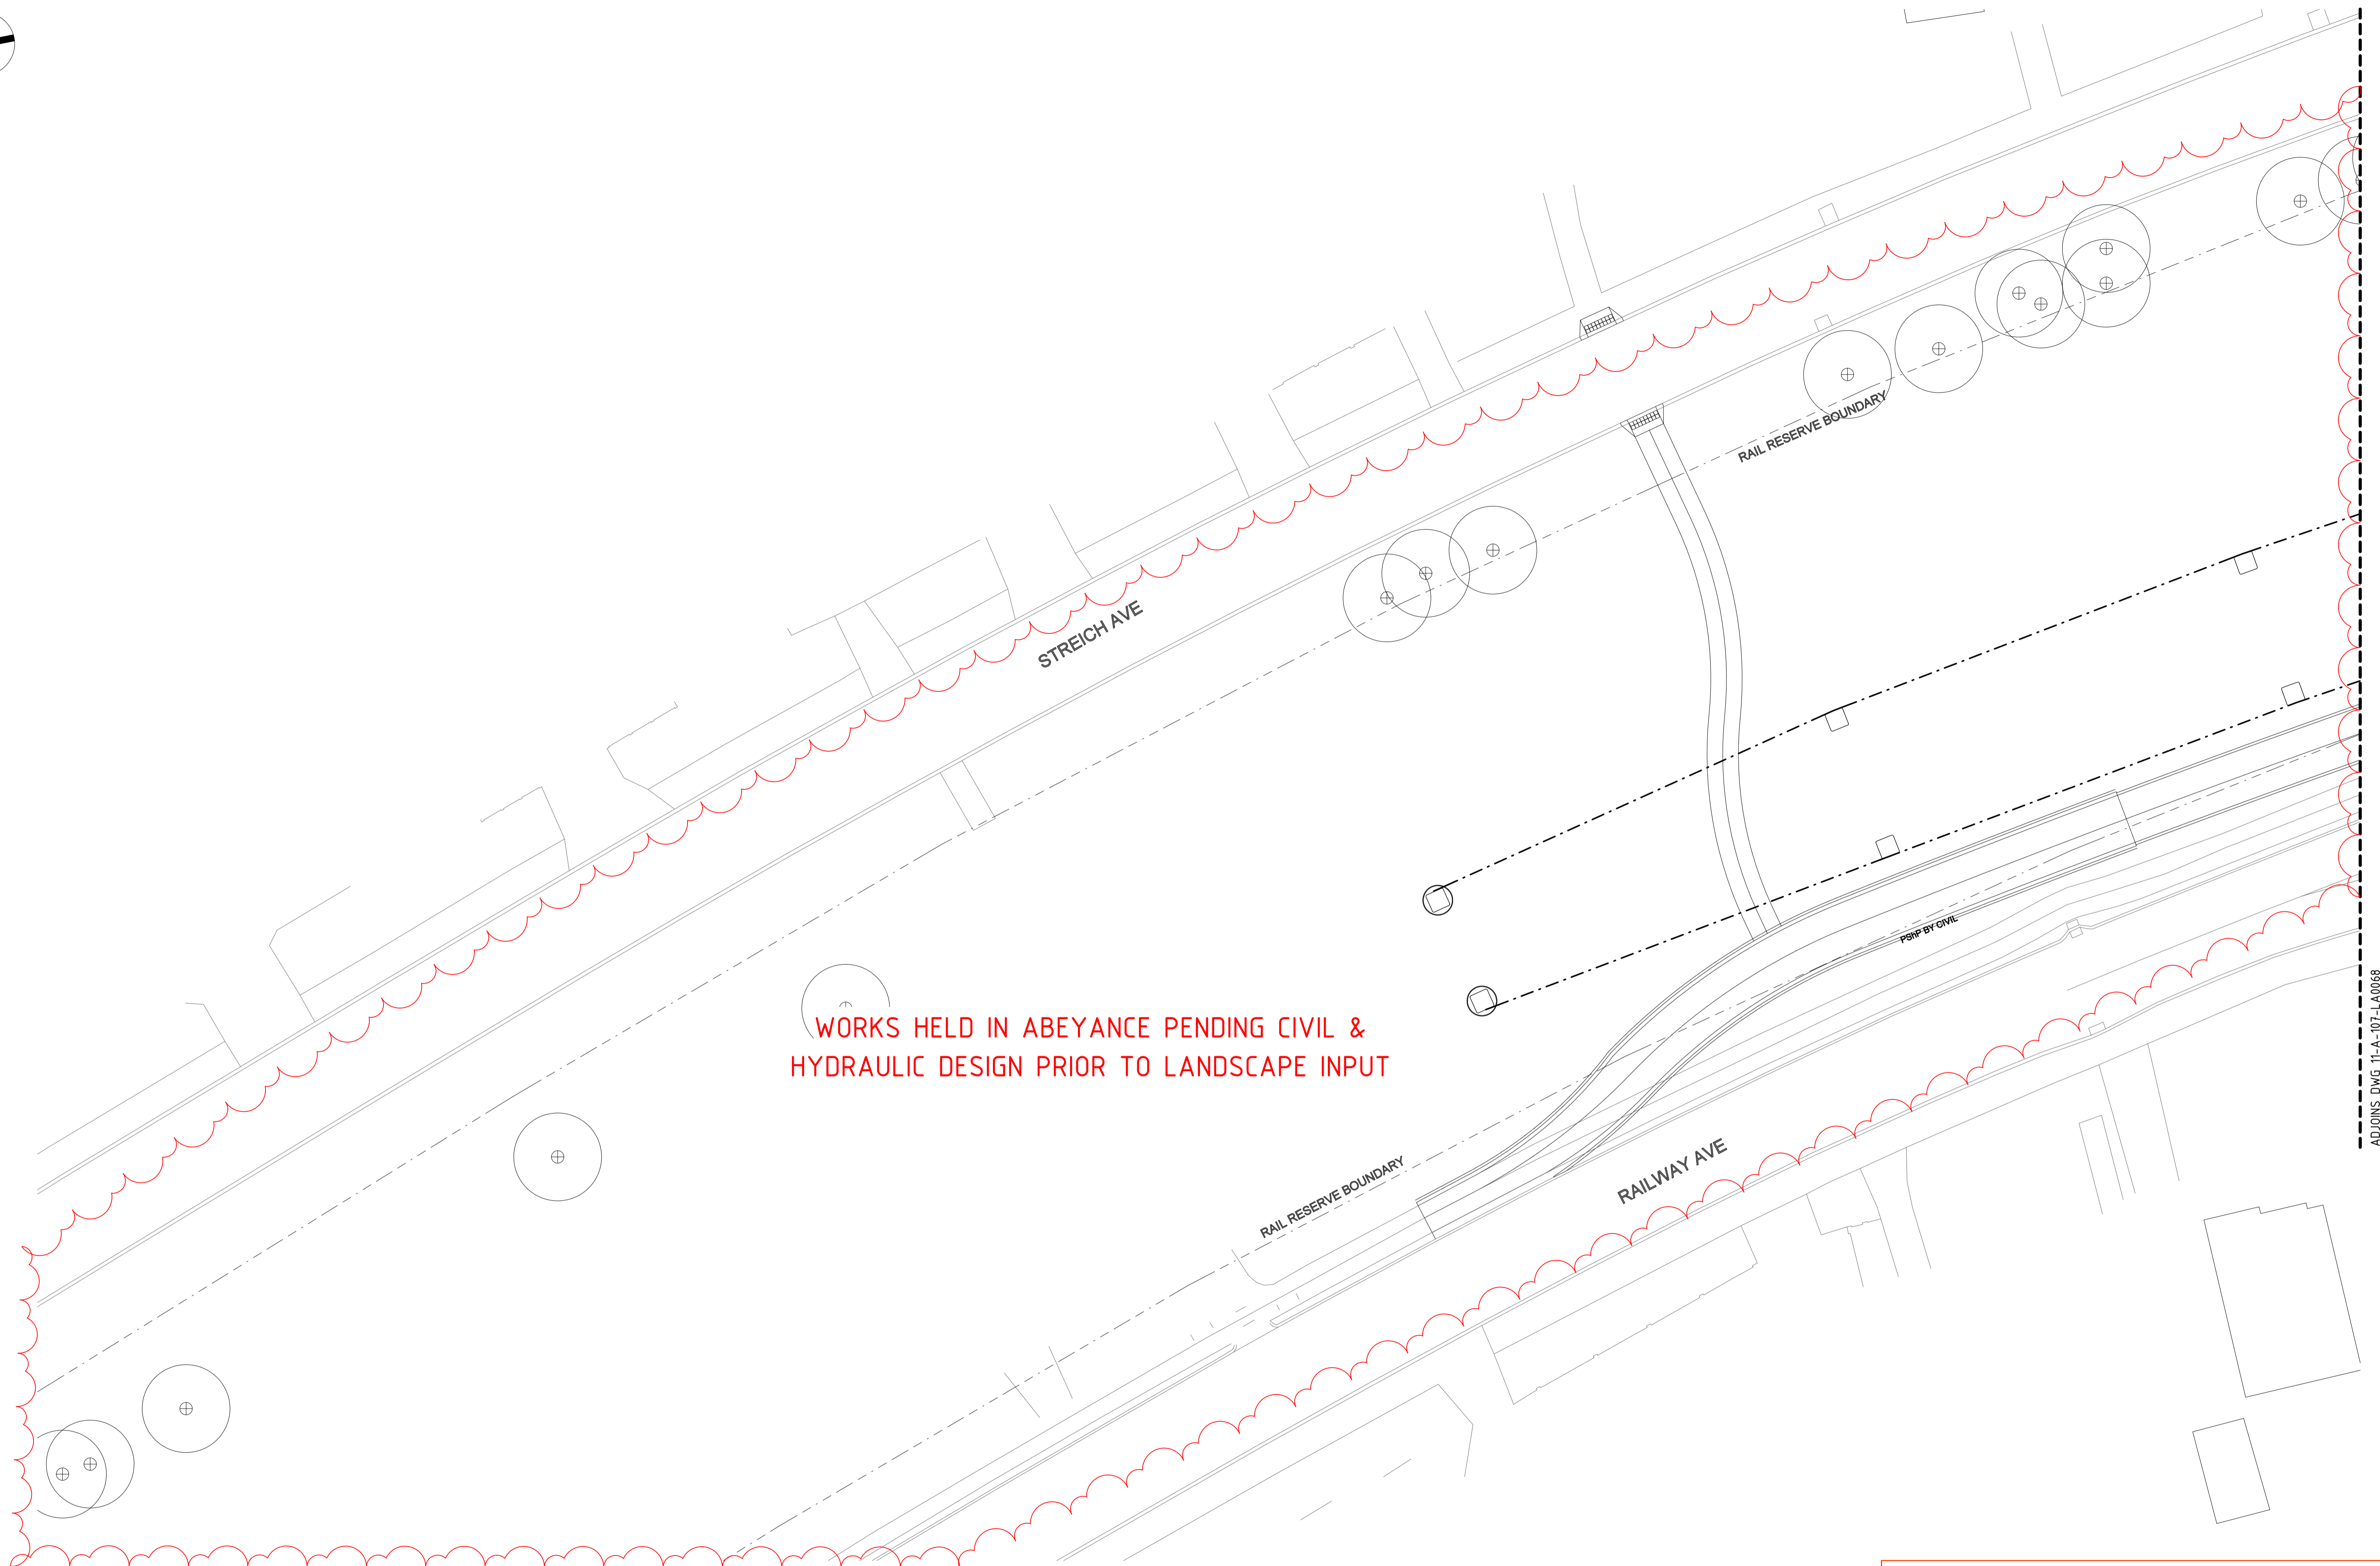 STREICH AVE
RAIL RESERVE BOUNDARY
PShP BY CIVIL
WORKS HELD IN ABEYANCE PENDING CIVIL &
HYDRAULIC DESIGN PRIOR TO LANDSCAPE INPUT
RAIL RESERVE BOUNDARY
RAILWAY AVE
ADJOINS DWG 11-A-107-LA0068